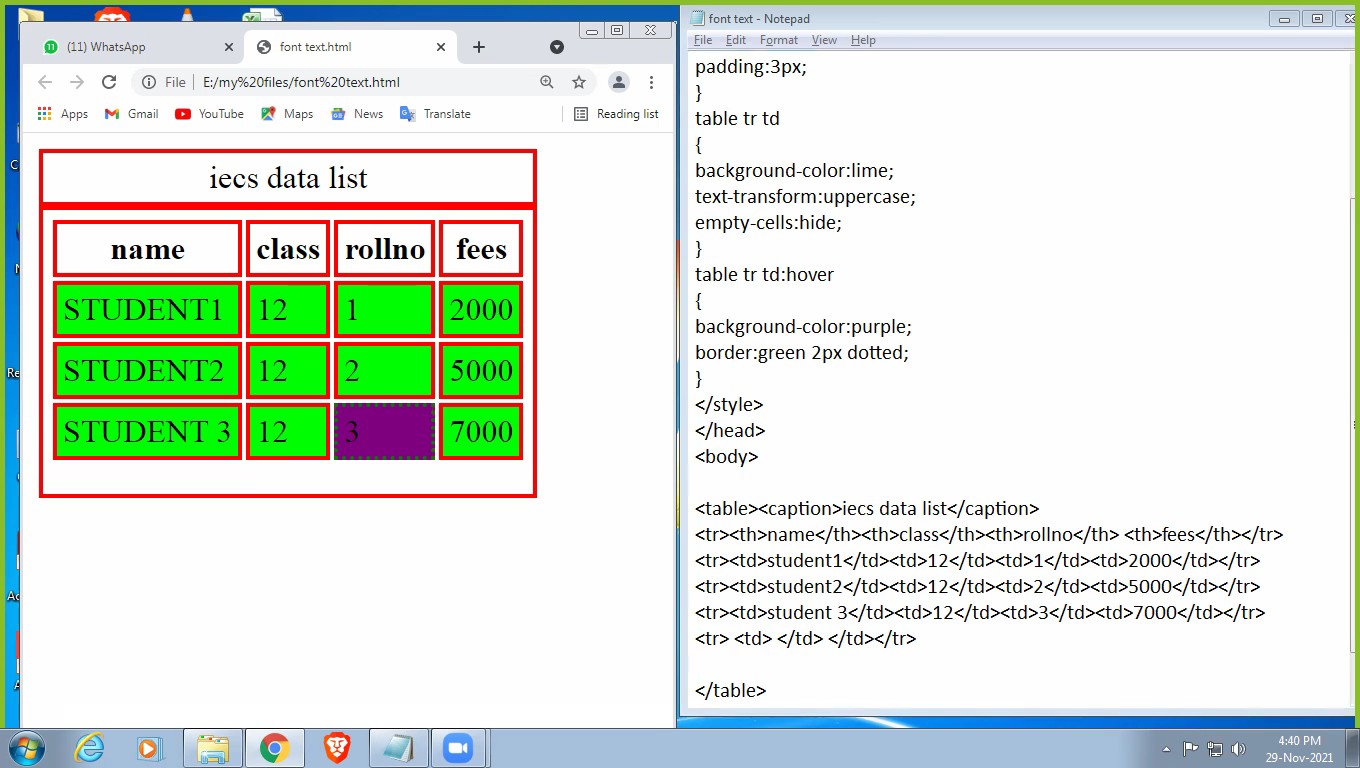 (11) WhatsApp
font text.html
File
E:/my%20files/font%20text.html
Apps
Gmail
YouTube
Maps
News
Translate
Reading list
iecs data list
name class rollno fees
STUDENT1 12 1 2000
STUDENT2 12 2 5000
STUDENT 3 12 3 7000
font text - Notepad
File Edit Format View Help
padding:3px;
}
table tr td
{
background-color:lime;
text-transform:uppercase;
empty-cells:hide;
}
table tr td:hover
{
background-color:purple;
border:green 2px dotted;
}
</style>
</head>
<body>
<table><caption>iecs data list</caption>
<tr><th>name</th><th>class</th><th>rollno</th> <th>fees</th></tr>
<tr><td>student1</td><td>12</td><td>1</td><td>2000</td></tr>
<tr><td>student2</td><td>12</td><td>2</td><td>5000</td></tr>
<tr><td>student 3</td><td>12</td><td>3</td><td>7000</td></tr>
<tr> <td> </td> </td></tr>
</table>
4:40 PM
29-Nov-2021